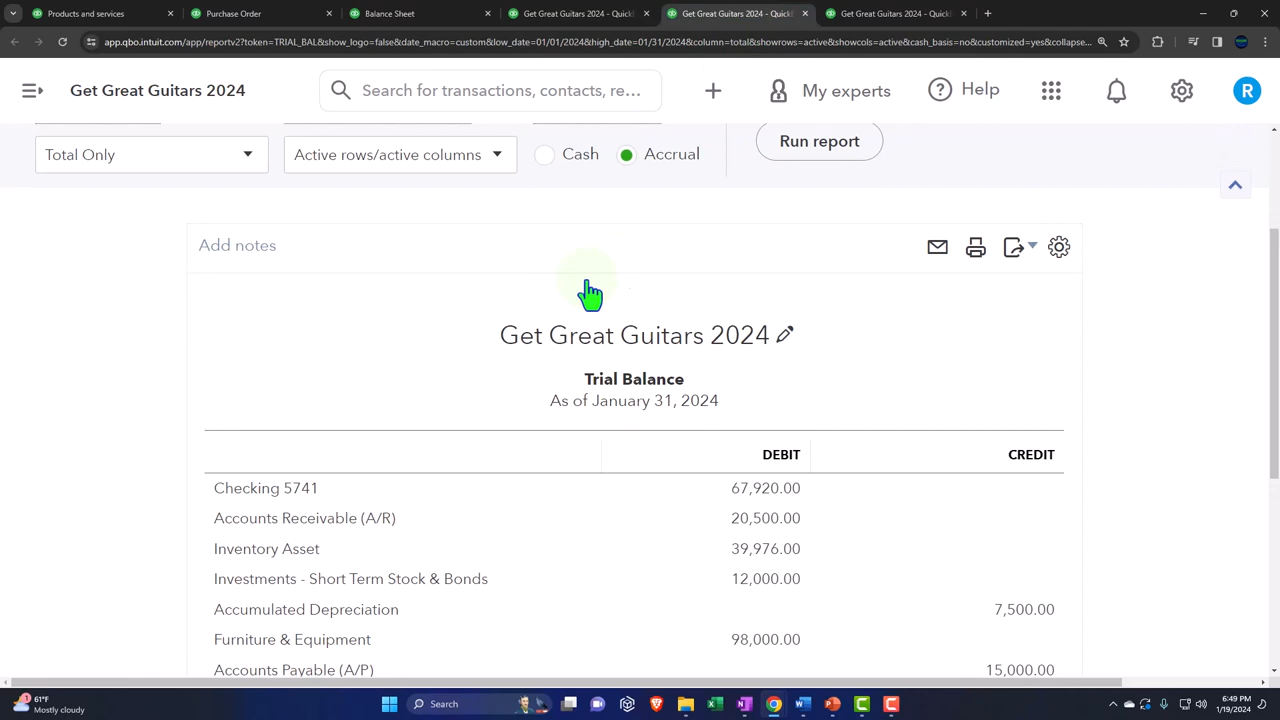 Products and services
Purchase Order
Balance Sheet
Get Great Guitars 2024 - Quick
Get Great Guitars 2024 - Quick
Get Great Guitars 2024 - Quick
app.qbo.intuit.com/app/reportv2?token=TRIAL_BAL&show_logo=false&date_macro=custom&low_date=01/01/2024&high_date=01/31/2024&column=total&showrows=active&showcols=active&cash_basis=no&customized=yes&collapse...
Get Great Guitars 2024
Search for transactions, contacts, re...
My experts
Help
R
Total Only
Active rows/active columns
Cash
Accrual
Run report
Add notes
Get Great Guitars 2024
Trial Balance
As of January 31, 2024
DEBIT CREDIT
Checking 5741 67,920.00
Accounts Receivable (A/R) 20,500.00
Inventory Asset 39,976.00
Investments - Short Term Stock & Bonds 12,000.00
Accumulated Depreciation 7,500.00
Furniture & Equipment 98,000.00
Accounts Payable (A/P) 15,000.00
1
61°F
Mostly cloudy
Search
6:49 PM
1/19/2024